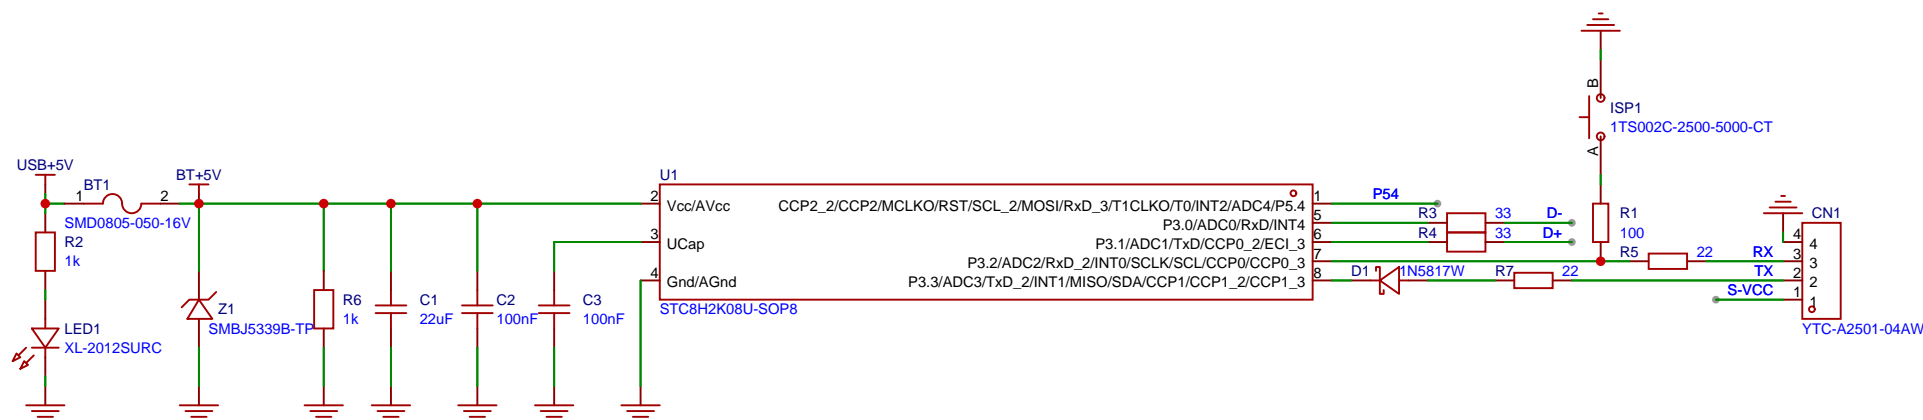 ISP1
1TS002C-2500-5000-CT
B
A
USB+5V
BT1
1
2
SMD0805-050-16V
BT+5V
R2
1k
LED1
XL-2012SURC
Z1
SMBJ5339B-TP
R6
1k
C1
22uF
C2
100nF
C3
100nF
U1
2
Vcc/AVcc
3
UCap
4
Gnd/AGnd
STC8H2K08U-SOP8
CCP2_2/CCP2/MCLKO/RST/SCL_2/MOSI/RxD_3/T1CLKO/T0/INT2/ADC4/P5.4
1
P54
P3.0/ADC0/RxD/INT4
5
R3
33
D-
P3.1/ADC1/TxD/CCP0_2/ECI_3
6
R4
33
D+
P3.2/ADC2/RxD_2/INT0/SCLK/SCL/CCP0/CCP0_3
7
P3.3/ADC3/TxD_2/INT1/MISO/SDA/CCP1/CCP1_2/CCP1_3
8
D1
1N5817W
R7
22
R1
100
R5
22
RX
TX
S-VCC
CN1
4
4
3
3
2
2
1
1
YTC-A2501-04AW